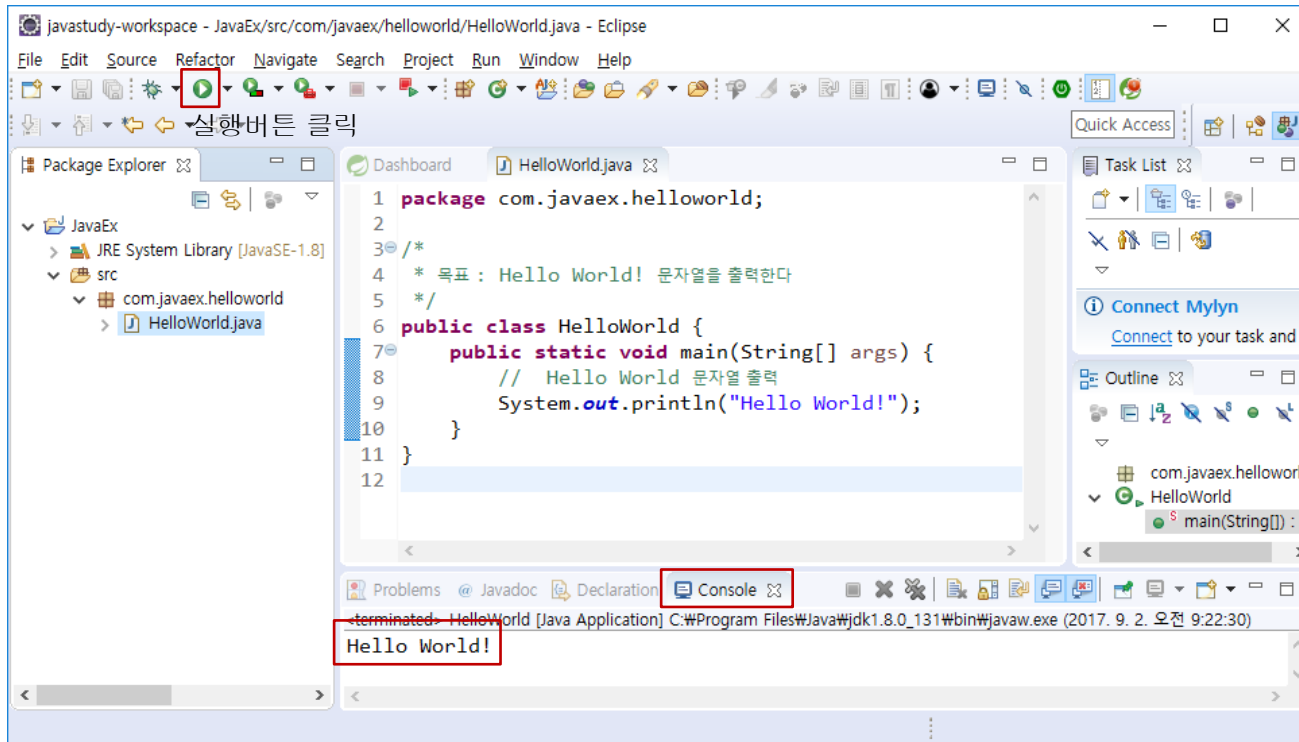 javastudy-workspace - JavaEx/src/com/javaex/helloworld/HelloWorld.java - Eclipse
File Edit Source Refactor Navigate Search Project Run Window Help
실행버튼 클릭
Quick Access
Package Explorer
Dashboard
HelloWorld.java
Task List
JavaEx
JRE System Library [JavaSE-1.8]
src
com.javaex.helloworld
HelloWorld.java
1 package com.javaex.helloworld;
2
3 /*
4 * 목표 : Hello World! 문자열을 출력한다
5 */
6 public class HelloWorld {
7 public static void main(String[] args) {
8 // Hello World 문자열 출력
9 System.out.println("Hello World!");
10 }
11 }
12
Connect Mylyn
Connect to your task and
Outline
com.javaex.hellowor
HelloWorld
main(String[]) :
Problems @ Javadoc Declaration Console
<terminated> HelloWorld [Java Application] C:₩Program Files₩Java₩jdk1.8.0_131₩bin₩javaw.exe (2017. 9. 2. 오전 9:22:30)
Hello World!